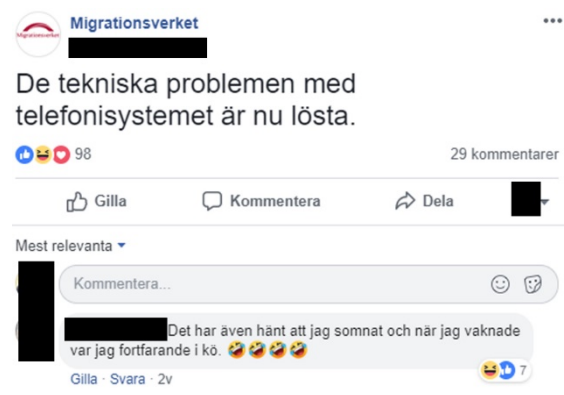 Migrationsverket
Migrationsverket
De tekniska problemen med
telefonisystemet är nu lösta.
98
29 kommentarer
Gilla
Kommentera
Dela
Mest relevanta
Kommentera...
Det har även hänt att jag somnat och när jag vaknade
var jag fortfarande i kö. 🤣🤣🤣🤣
7
Gilla · Svara · 2v